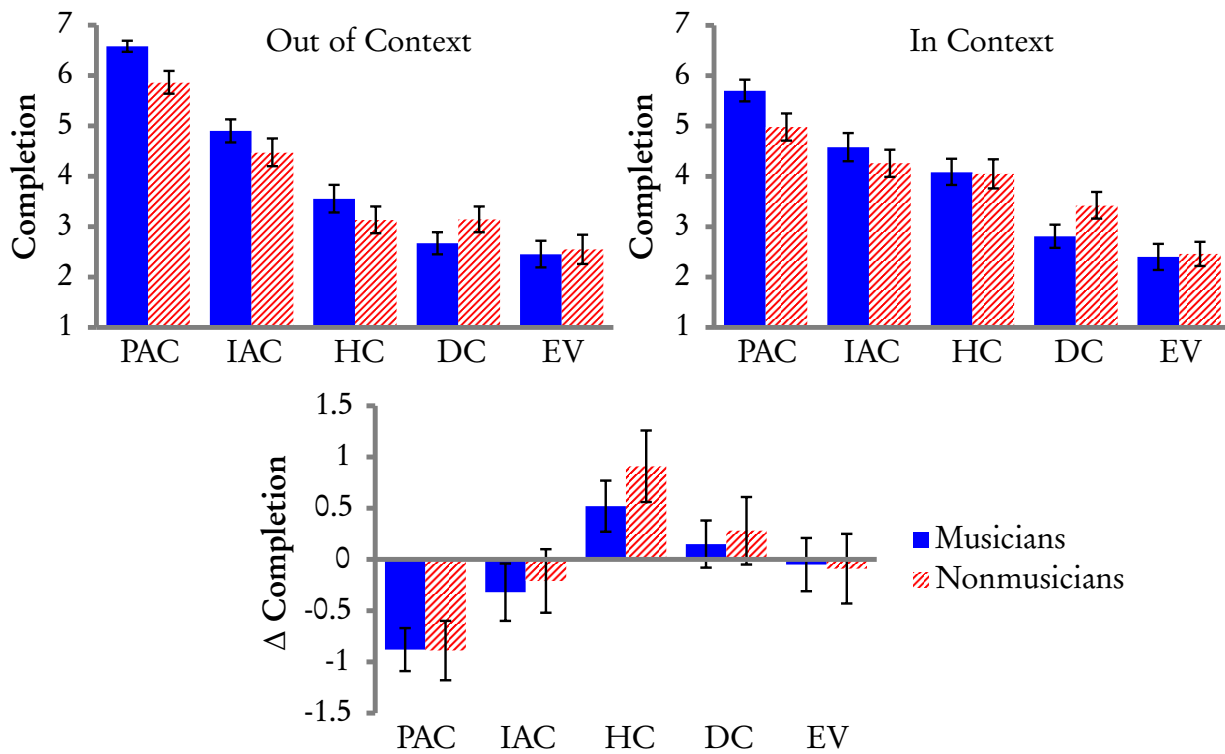 Out of Context
Completion
7
6
5
4
3
2
1
PAC IAC HC DC EV
In Context
Completion
7
6
5
4
3
2
1
PAC IAC HC DC EV
Δ Completion
1.5
1
0.5
0
-0.5
-1
-1.5
PAC IAC HC DC EV
Musicians
Nonmusicians